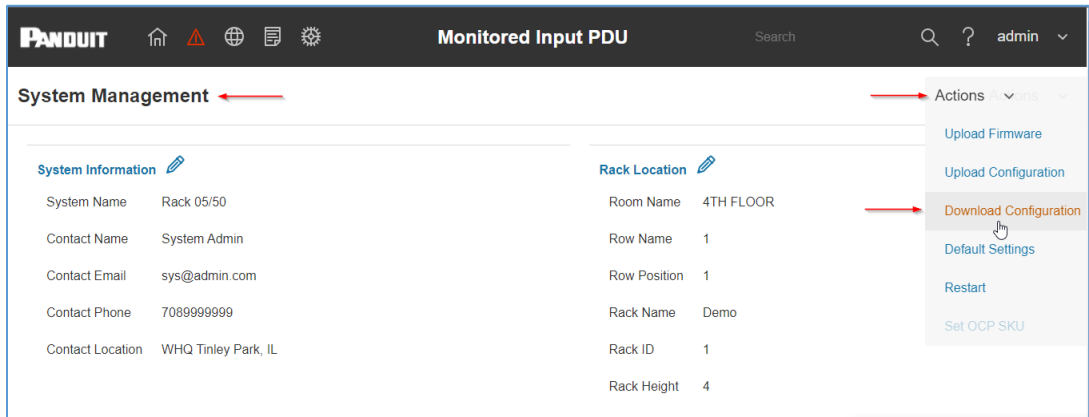 PANDUIT Monitored Input PDU Search ? admin
System Management Actions Actions
Upload Firmware
System Information Rack Location
Upload Configuration
System Name Rack 05/50 Room Name 4TH FLOOR
Download Configuration
Contact Name System Admin Row Name 1
Default Settings
Contact Email sys@admin.com Row Position 1
Restart
Contact Phone 7089999999 Rack Name Demo
Set OCP SKU
Contact Location WHQ Tinley Park, IL Rack ID 1
Rack Height 4